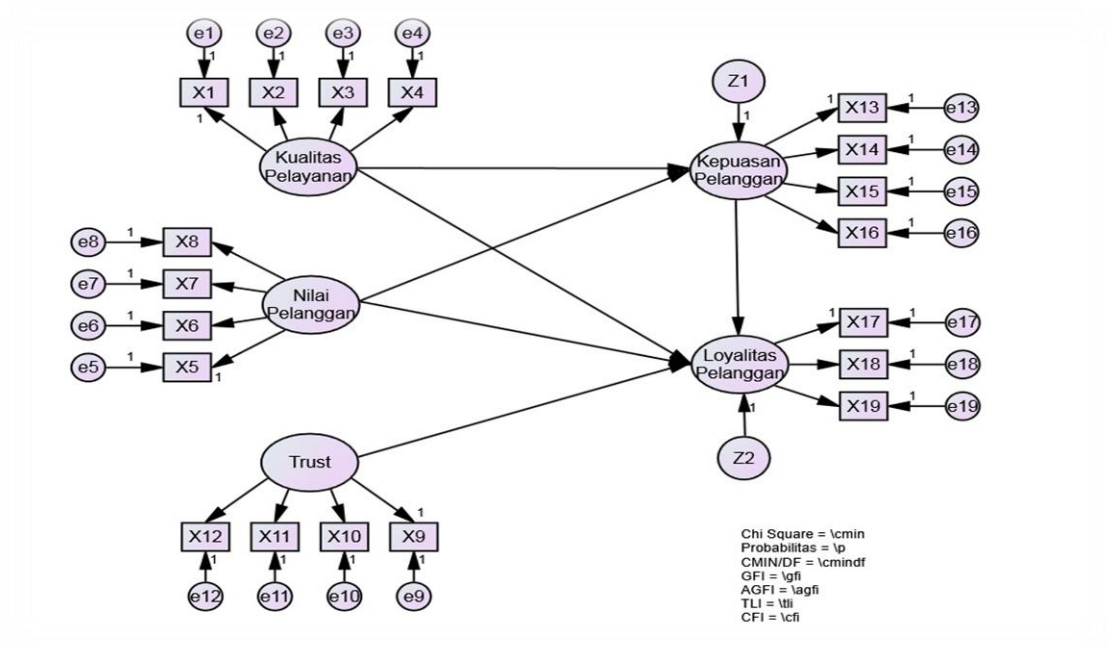 e1 e2 e3 e4
1 1 1 1
X1 X2 X3 X4
1
Kualitas
Pelayanan
Z1
1
Kepuasan
Pelanggan
1 X13 1 e13
X14 1 e14
X15 1 e15
X16 1 e16
e8 1 X8
e7 1 X7
e6 1 X6
e5 1 X5
1
Nilai
Pelanggan
Loyalitas
Pelanggan
1 X17 1 e17
X18 1 e18
X19 1 e19
1
Z2
Trust
1
X12 X11 X10 X9
1 1 1 1
e12 e11 e10 e9
Chi Square = \cmin
Probabilitas = \p
CMIN/DF = \cmindf
GFI = \gfi
AGFI = \agfi
TLI = \tli
CFI = \cfi